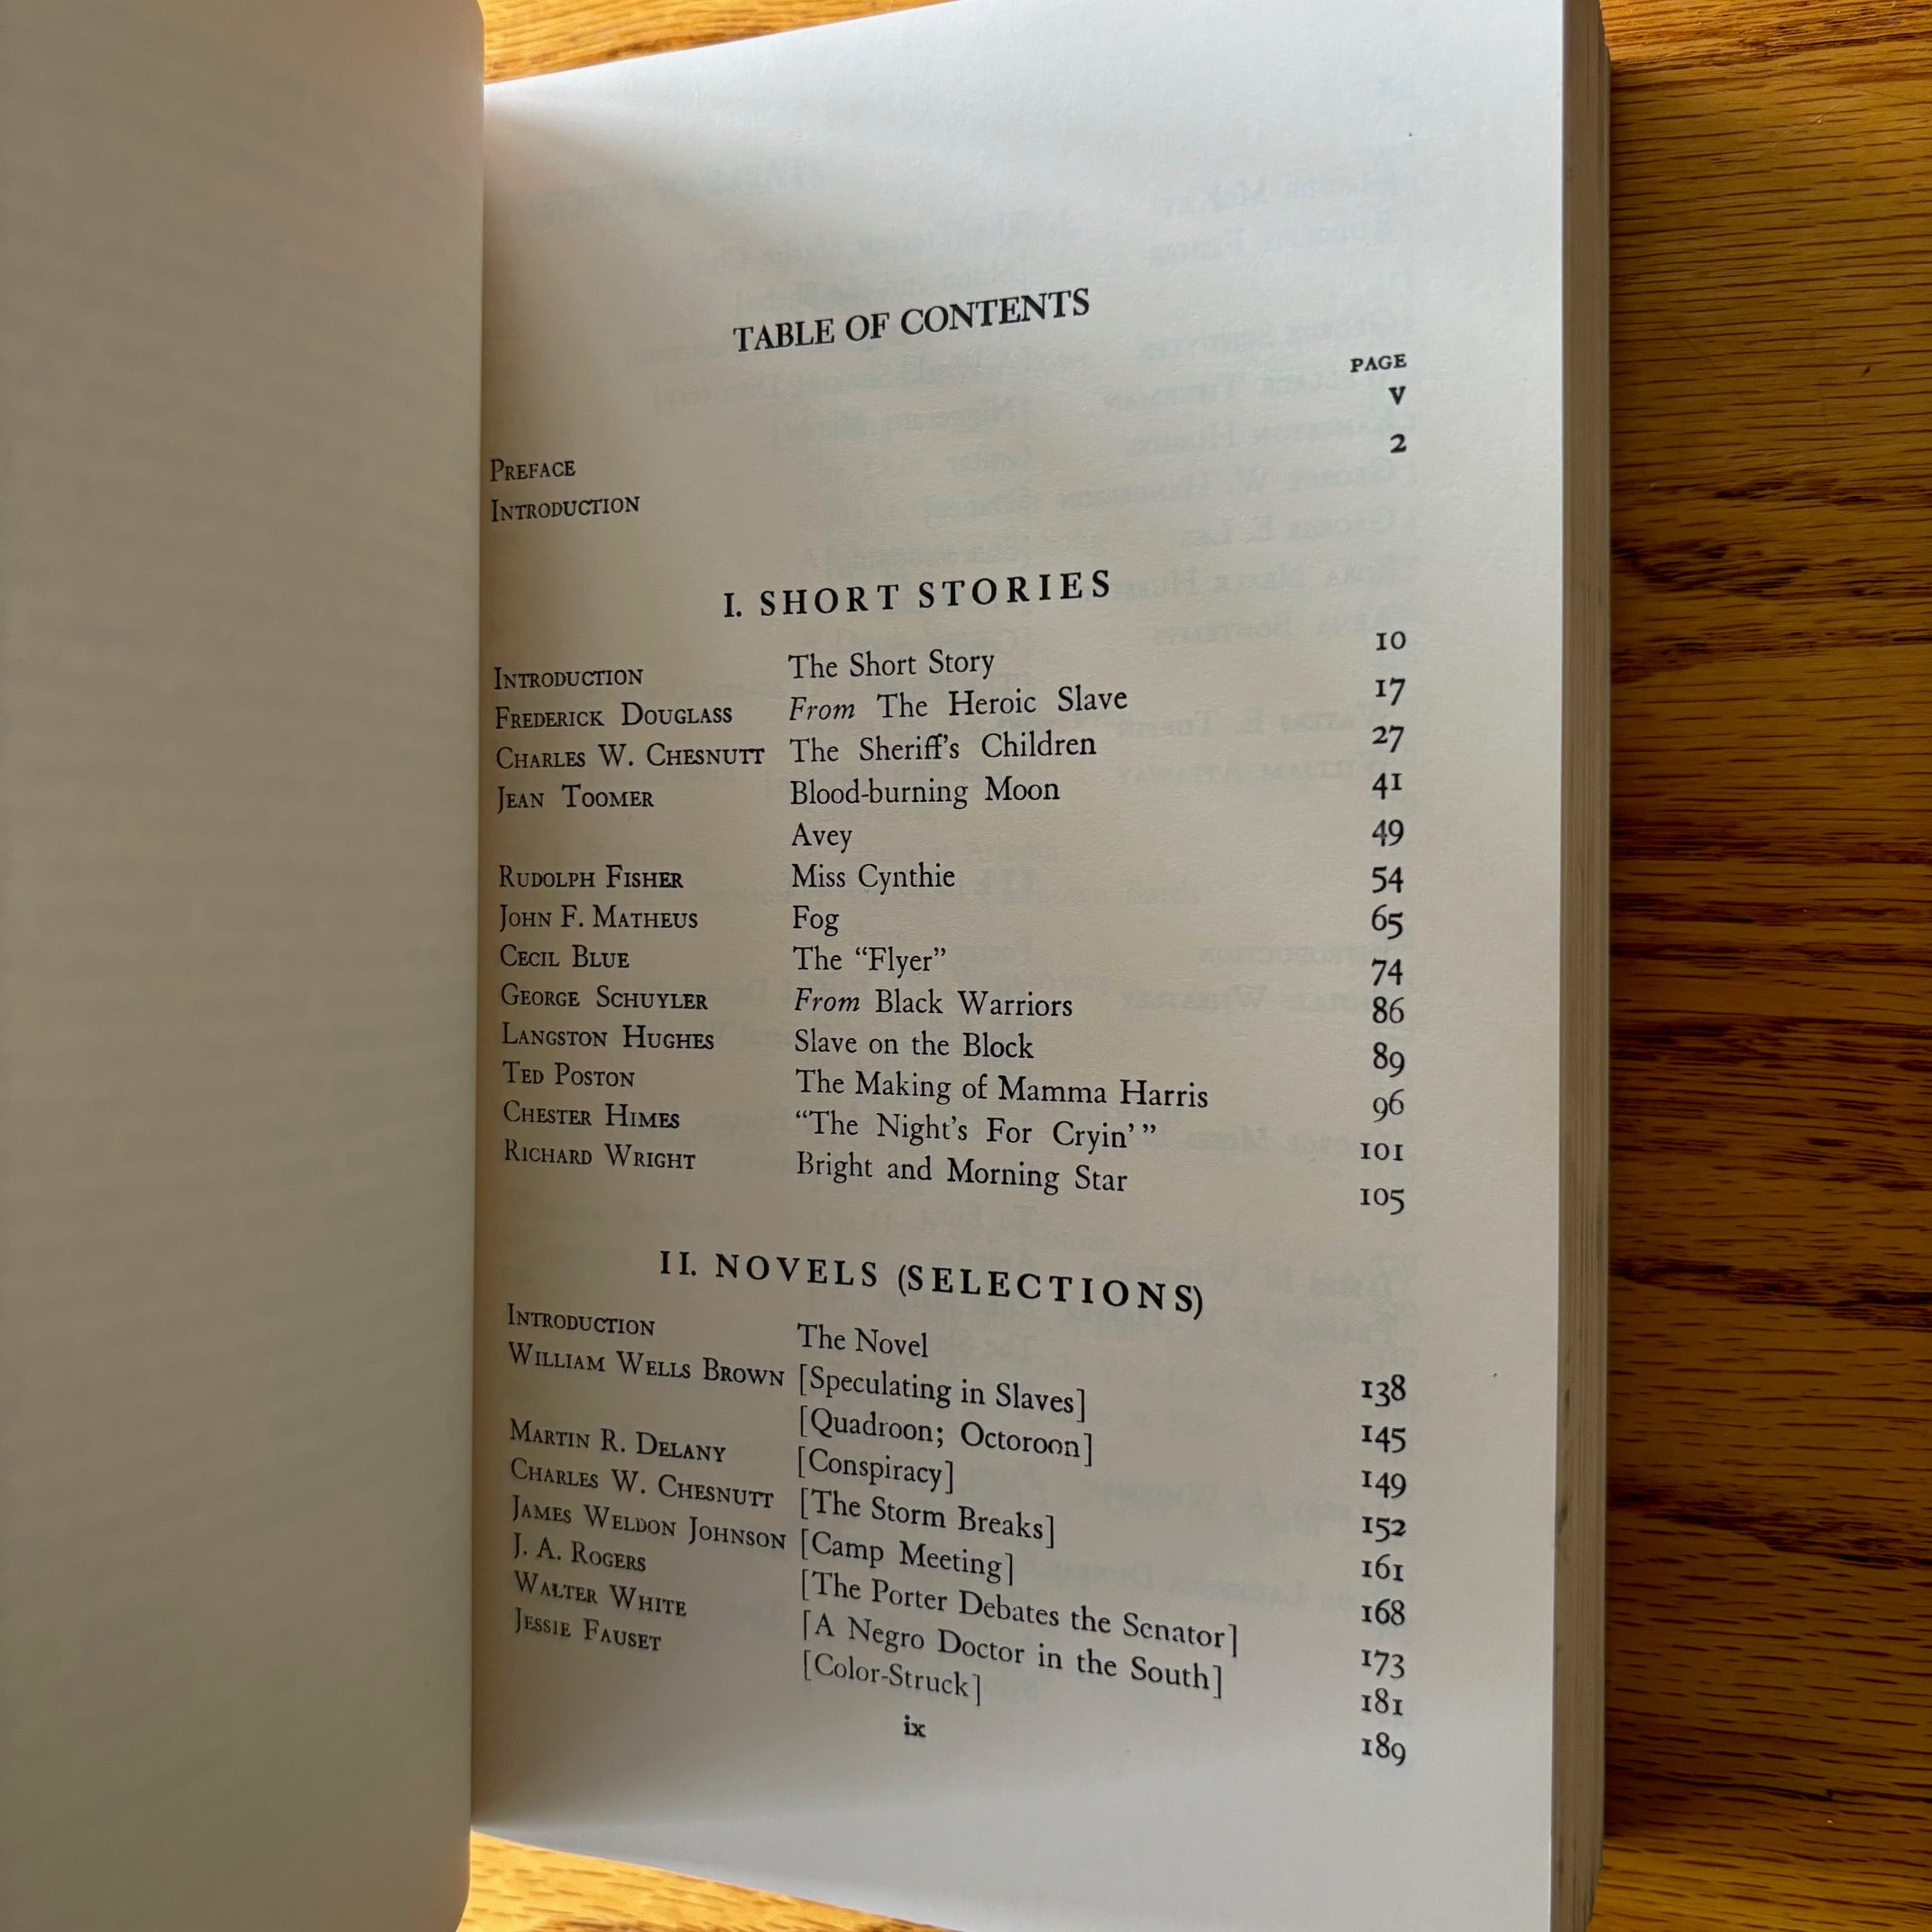 TABLE OF CONTENTS
PAGE
Preface v
Introduction 2
I. SHORT STORIES
Introduction The Short Story 10
Frederick Douglass From The Heroic Slave 17
Charles W. Chesnutt The Sheriff's Children 27
Jean Toomer Blood-burning Moon 41
Avey 49
Rudolph Fisher Miss Cynthie 54
John F. Matheus Fog 65
Cecil Blue The “Flyer” 74
George Schuyler From Black Warriors 86
Langston Hughes Slave on the Block 89
Ted Poston The Making of Mamma Harris 96
Chester Himes “The Night's For Cryin’” 101
Richard Wright Bright and Morning Star 105
II. NOVELS (SELECTIONS)
Introduction The Novel 138
William Wells Brown [Speculating in Slaves] 145
[Quadroon; Octoroon] 149
Martin R. Delany [Conspiracy] 152
Charles W. Chesnutt [The Storm Breaks] 161
James Weldon Johnson [Camp Meeting] 168
J. A. Rogers [The Porter Debates the Senator] 173
Walter White [A Negro Doctor in the South] 181
Jessie Fauset [Color-Struck] 189
ix